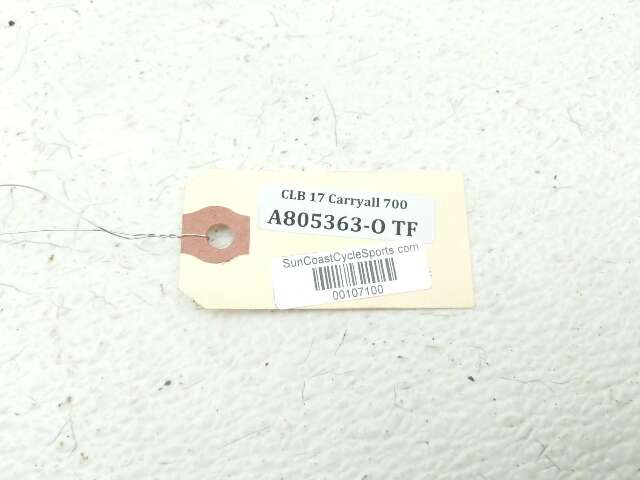 CLB 17 Carryall 700
A805363-O TF
SunCoastCycleSports.com
00107100